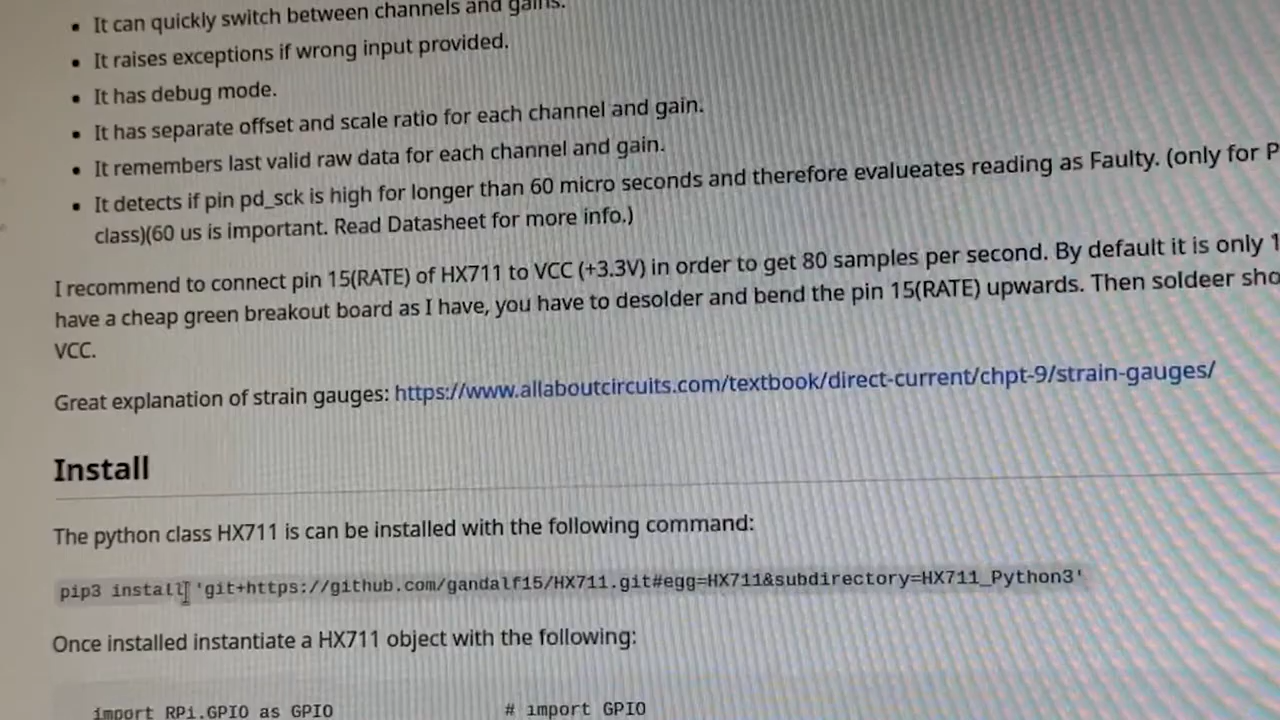 It can quickly switch between channels and gains.
It raises exceptions if wrong input provided.
It has debug mode.
It has separate offset and scale ratio for each channel and gain.
It remembers last valid raw data for each channel and gain.
It detects if pin pd_sck is high for longer than 60 micro seconds and therefore evalueates reading as Faulty. (only for P
class)(60 us is important. Read Datasheet for more info.)
I recommend to connect pin 15(RATE) of HX711 to VCC (+3.3V) in order to get 80 samples per second. By default it is only 1
have a cheap green breakout board as I have, you have to desolder and bend the pin 15(RATE) upwards. Then soldeer sho
VCC.
Great explanation of strain gauges: https://www.allaboutcircuits.com/textbook/direct-current/chpt-9/strain-gauges/
Install
The python class HX711 is can be installed with the following command:
pip3 install 'git+https://github.com/gandalf15/HX711.git#egg=HX711&subdirectory=HX711_Python3'
Once installed instantiate a HX711 object with the following:
import RPi.GPIO as GPIO # import GPIO